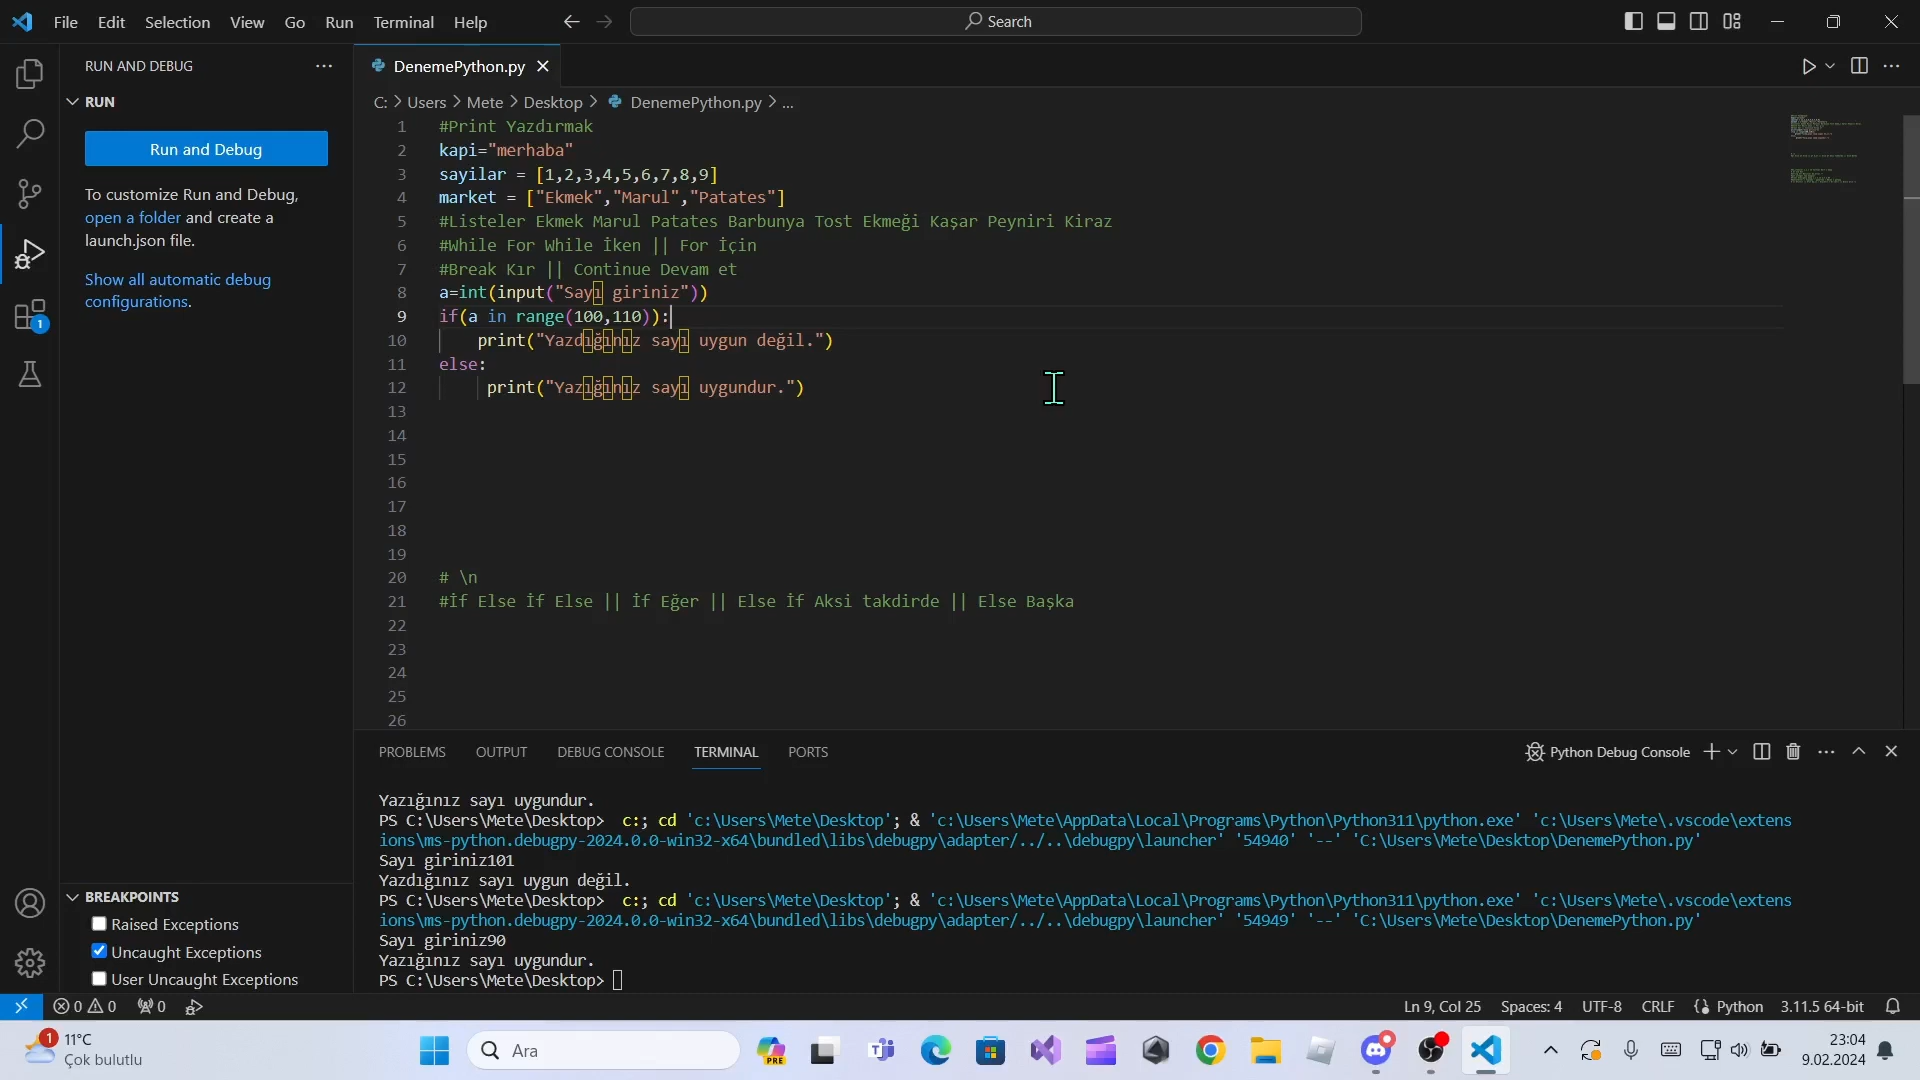 File Edit Selection View Go Run Terminal Help
Search
RUN AND DEBUG
RUN
Run and Debug
To customize Run and Debug,
open a folder and create a
launch.json file.
Show all automatic debug
configurations.
DenemePython.py
C: > Users > Mete > Desktop > DenemePython.py > ...
1 #Print Yazdırmak
2 kapi="merhaba"
3 sayilar = [1,2,3,4,5,6,7,8,9]
4 market = ["Ekmek","Marul","Patates"]
5 #Listeler Ekmek Marul Patates Barbunya Tost Ekmeği Kaşar Peyniri Kiraz
6 #While For While İken || For İçin
7 #Break Kır || Continue Devam et
8 a=int(input("Sayı giriniz"))
9 if(a in range(100,110)):
10 print("Yazdığınız sayı uygun değil.")
11 else:
12 print("Yazığınız sayı uygundur.")
13
14
15
16
17
18
19
20 # \n
21 #İf Else İf Else || İf Eğer || Else İf Aksi takdirde || Else Başka
22
23
24
25
26
PROBLEMS OUTPUT DEBUG CONSOLE TERMINAL PORTS
Python Debug Console
Yazığınız sayı uygundur.
PS C:\Users\Mete\Desktop>  c:; cd 'c:\Users\Mete\Desktop'; & 'c:\Users\Mete\AppData\Local\Programs\Python\Python311\python.exe' 'c:\Users\Mete\.vscode\extens
ions\ms-python.debugpy-2024.0.0-win32-x64\bundled\libs\debugpy\adapter/../..\debugpy\launcher' '54940' '--' 'C:\Users\Mete\Desktop\DenemePython.py'
Sayı giriniz101
Yazdığınız sayı uygun değil.
PS C:\Users\Mete\Desktop>  c:; cd 'c:\Users\Mete\Desktop'; & 'c:\Users\Mete\AppData\Local\Programs\Python\Python311\python.exe' 'c:\Users\Mete\.vscode\extens
ions\ms-python.debugpy-2024.0.0-win32-x64\bundled\libs\debugpy\adapter/../..\debugpy\launcher' '54949' '--' 'C:\Users\Mete\Desktop\DenemePython.py'
Sayı giriniz90
Yazığınız sayı uygundur.
PS C:\Users\Mete\Desktop>
BREAKPOINTS
Raised Exceptions
Uncaught Exceptions
User Uncaught Exceptions
1
0 0 0
Ln 9, Col 25 Spaces: 4 UTF-8 CRLF Python 3.11.5 64-bit
1
11°C
Çok bulutlu
Ara
PRE
23:04
9.02.2024